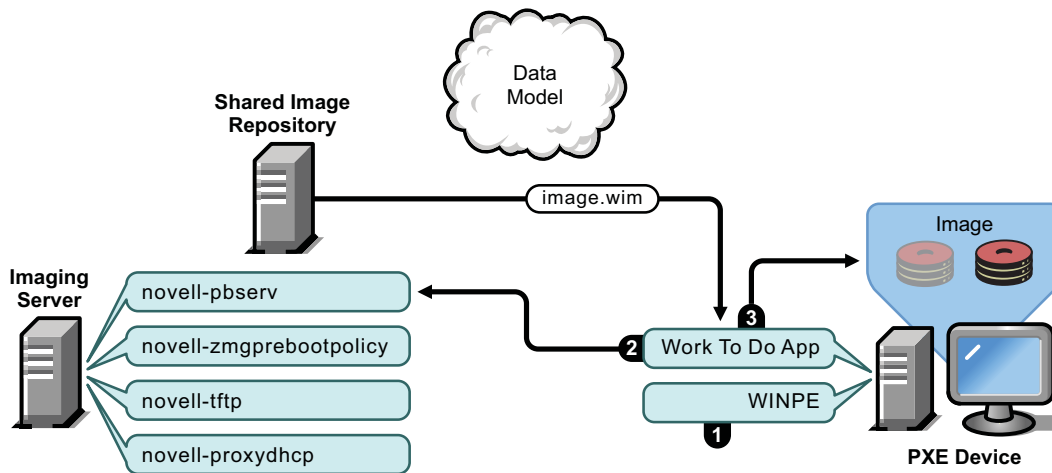 Data
Model
Shared Image
Repository
image.wim
Image
Imaging
Server
novell-pbserv
novell-zmgprebootpolicy
novell-tftp
novell-proxydhcp
3
2
Work To Do App
WINPE
1
PXE Device